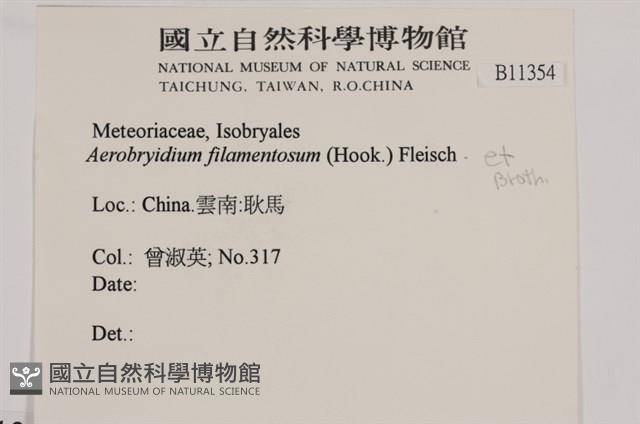 國立自然科學博物館
NATIONAL MUSEUM OF NATURAL SCIENCE
TAICHUNG, TAIWAN, R.O.CHINA
B11354
Meteoriaceae, Isobryales
Aerobryidium filamentosum (Hook.) Fleisch. et
Broth.
Loc.: China.雲南:耿馬
Col.: 曾淑英; No.317
Date:
Det.:
國立自然科學博物館
NATIONAL MUSEUM OF NATURAL SCIENCE